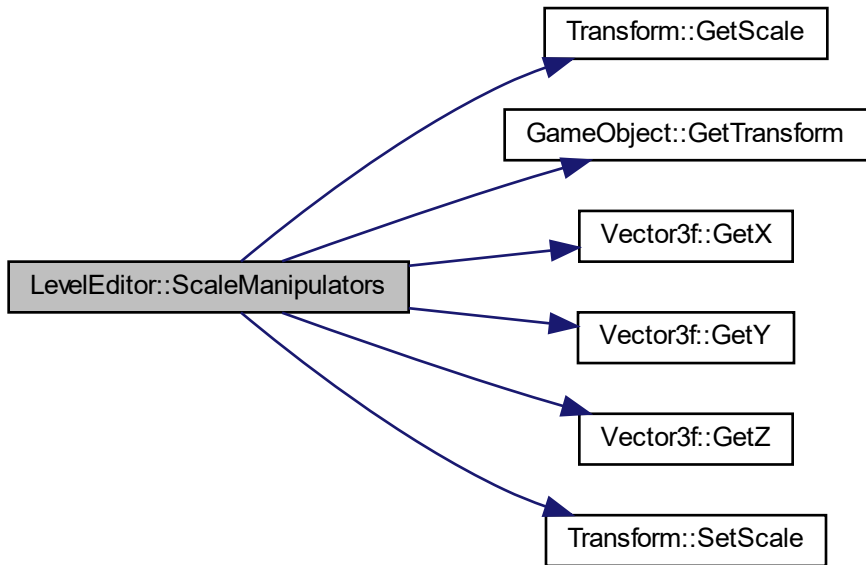 Transform::GetScale
GameObject::GetTransform
Vector3f::GetX
LevelEditor::ScaleManipulators
Vector3f::GetY
Vector3f::GetZ
Transform::SetScale